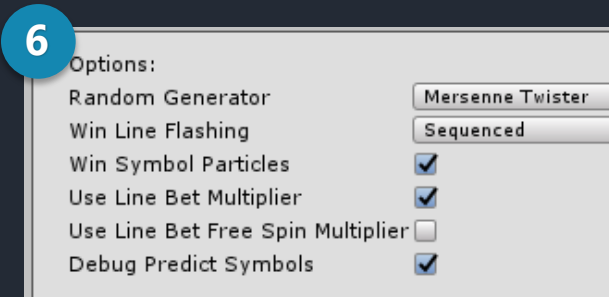 6
Options:
Random Generator Mersenne Twister
Win Line Flashing Sequenced
Win Symbol Particles
Use Line Bet Multiplier
Use Line Bet Free Spin Multiplier
Debug Predict Symbols